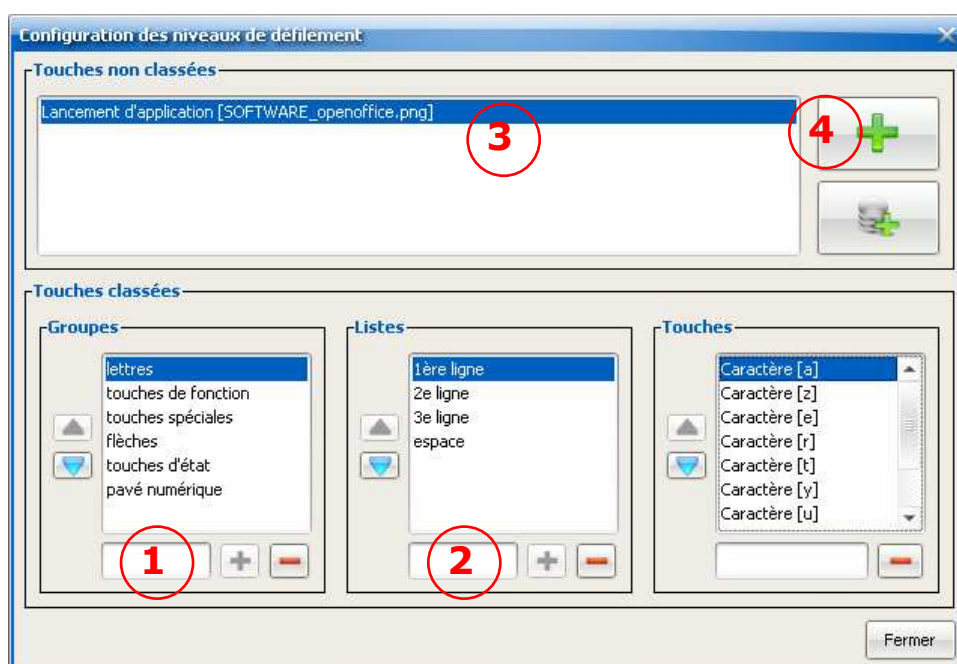 Configuration des niveaux de défilement
Touches non classées
Lancement d'application [SOFTWARE_openoffice.png]
3
4
Touches classées
Groupes
lettres
touches de fonction
touches spéciales
flèches
touches d'état
pavé numérique
1
Listes
1ère ligne
2e ligne
3e ligne
espace
2
Touches
Caractère [a]
Caractère [z]
Caractère [e]
Caractère [r]
Caractère [t]
Caractère [y]
Caractère [u]
Fermer